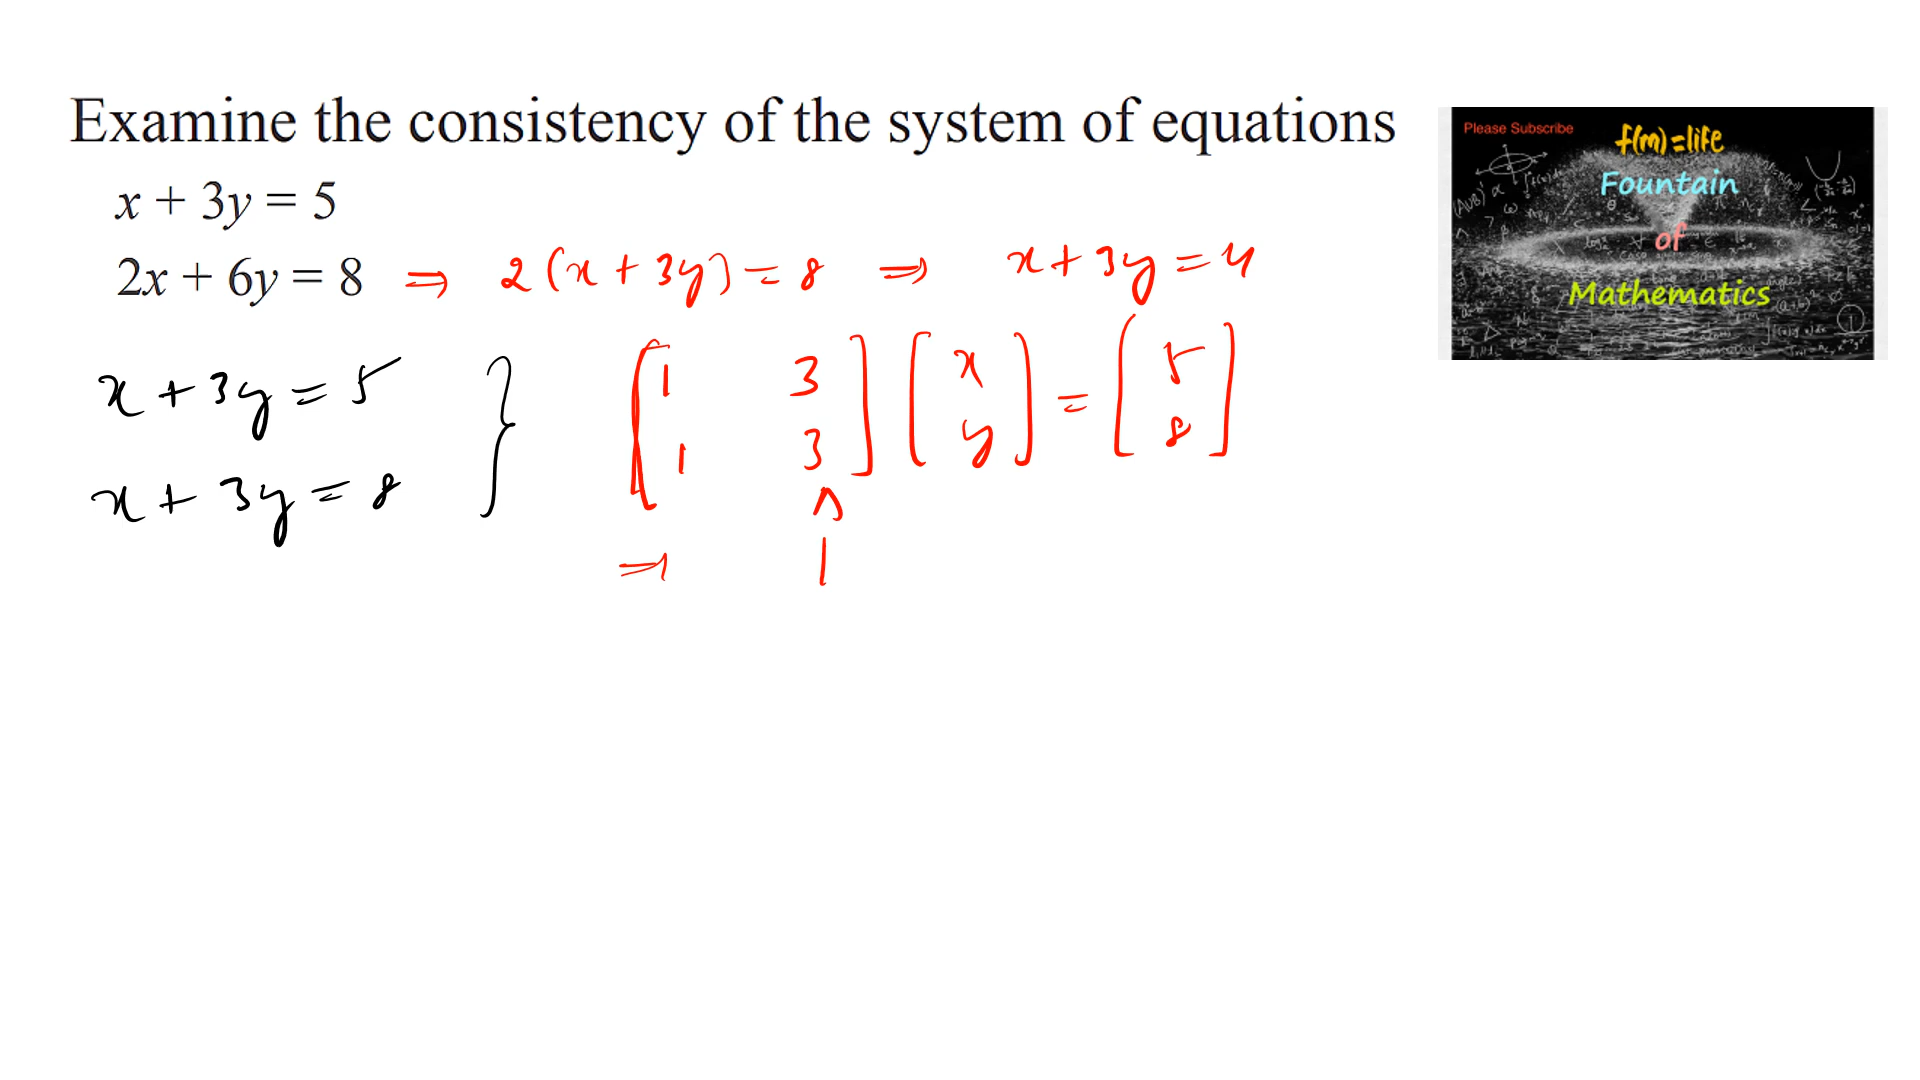 Examine the consistency of the system of equations
x + 3y = 5
2x + 6y = 8 ⇒ 2(x + 3y) = 8 ⇒ x + 3y = 4
x + 3y = 5
x + 3y = 8
[1 3
1 3] [x
y] = [5
8]
⇒
Please Subscribe
f(m)=life
Fountain
of
Mathematics